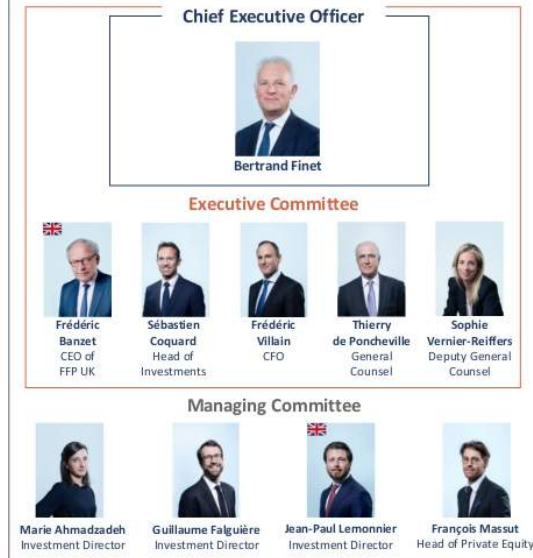 Chief Executive Officer
Bertrand Finet
Executive Committee
Frédéric
Banzet
CEO of
FFP UK
Sébastien
Coquard
Head of
Investments
Frédéric
Villain
CFO
Thierry
de Poncheville
General
Counsel
Sophie
Vernier-Reiffers
Deputy General
Counsel
Managing Committee
Marie Ahmadzadeh
Investment Director
Guillaume Falguière
Investment Director
Jean-Paul Lemonnier
Investment Director
François Massut
Head of Private Equity